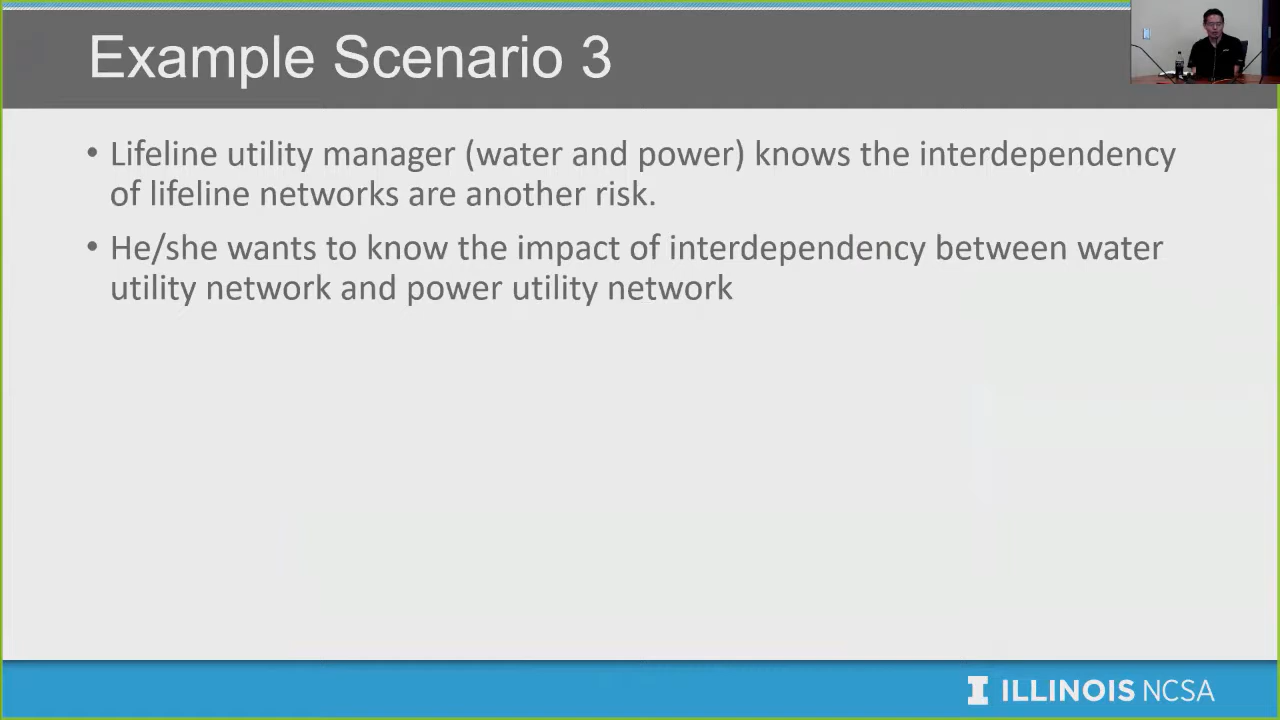 Example Scenario 3
• Lifeline utility manager (water and power) knows the interdependency
of lifeline networks are another risk.
• He/she wants to know the impact of interdependency between water
utility network and power utility network
ILLINOIS NCSA